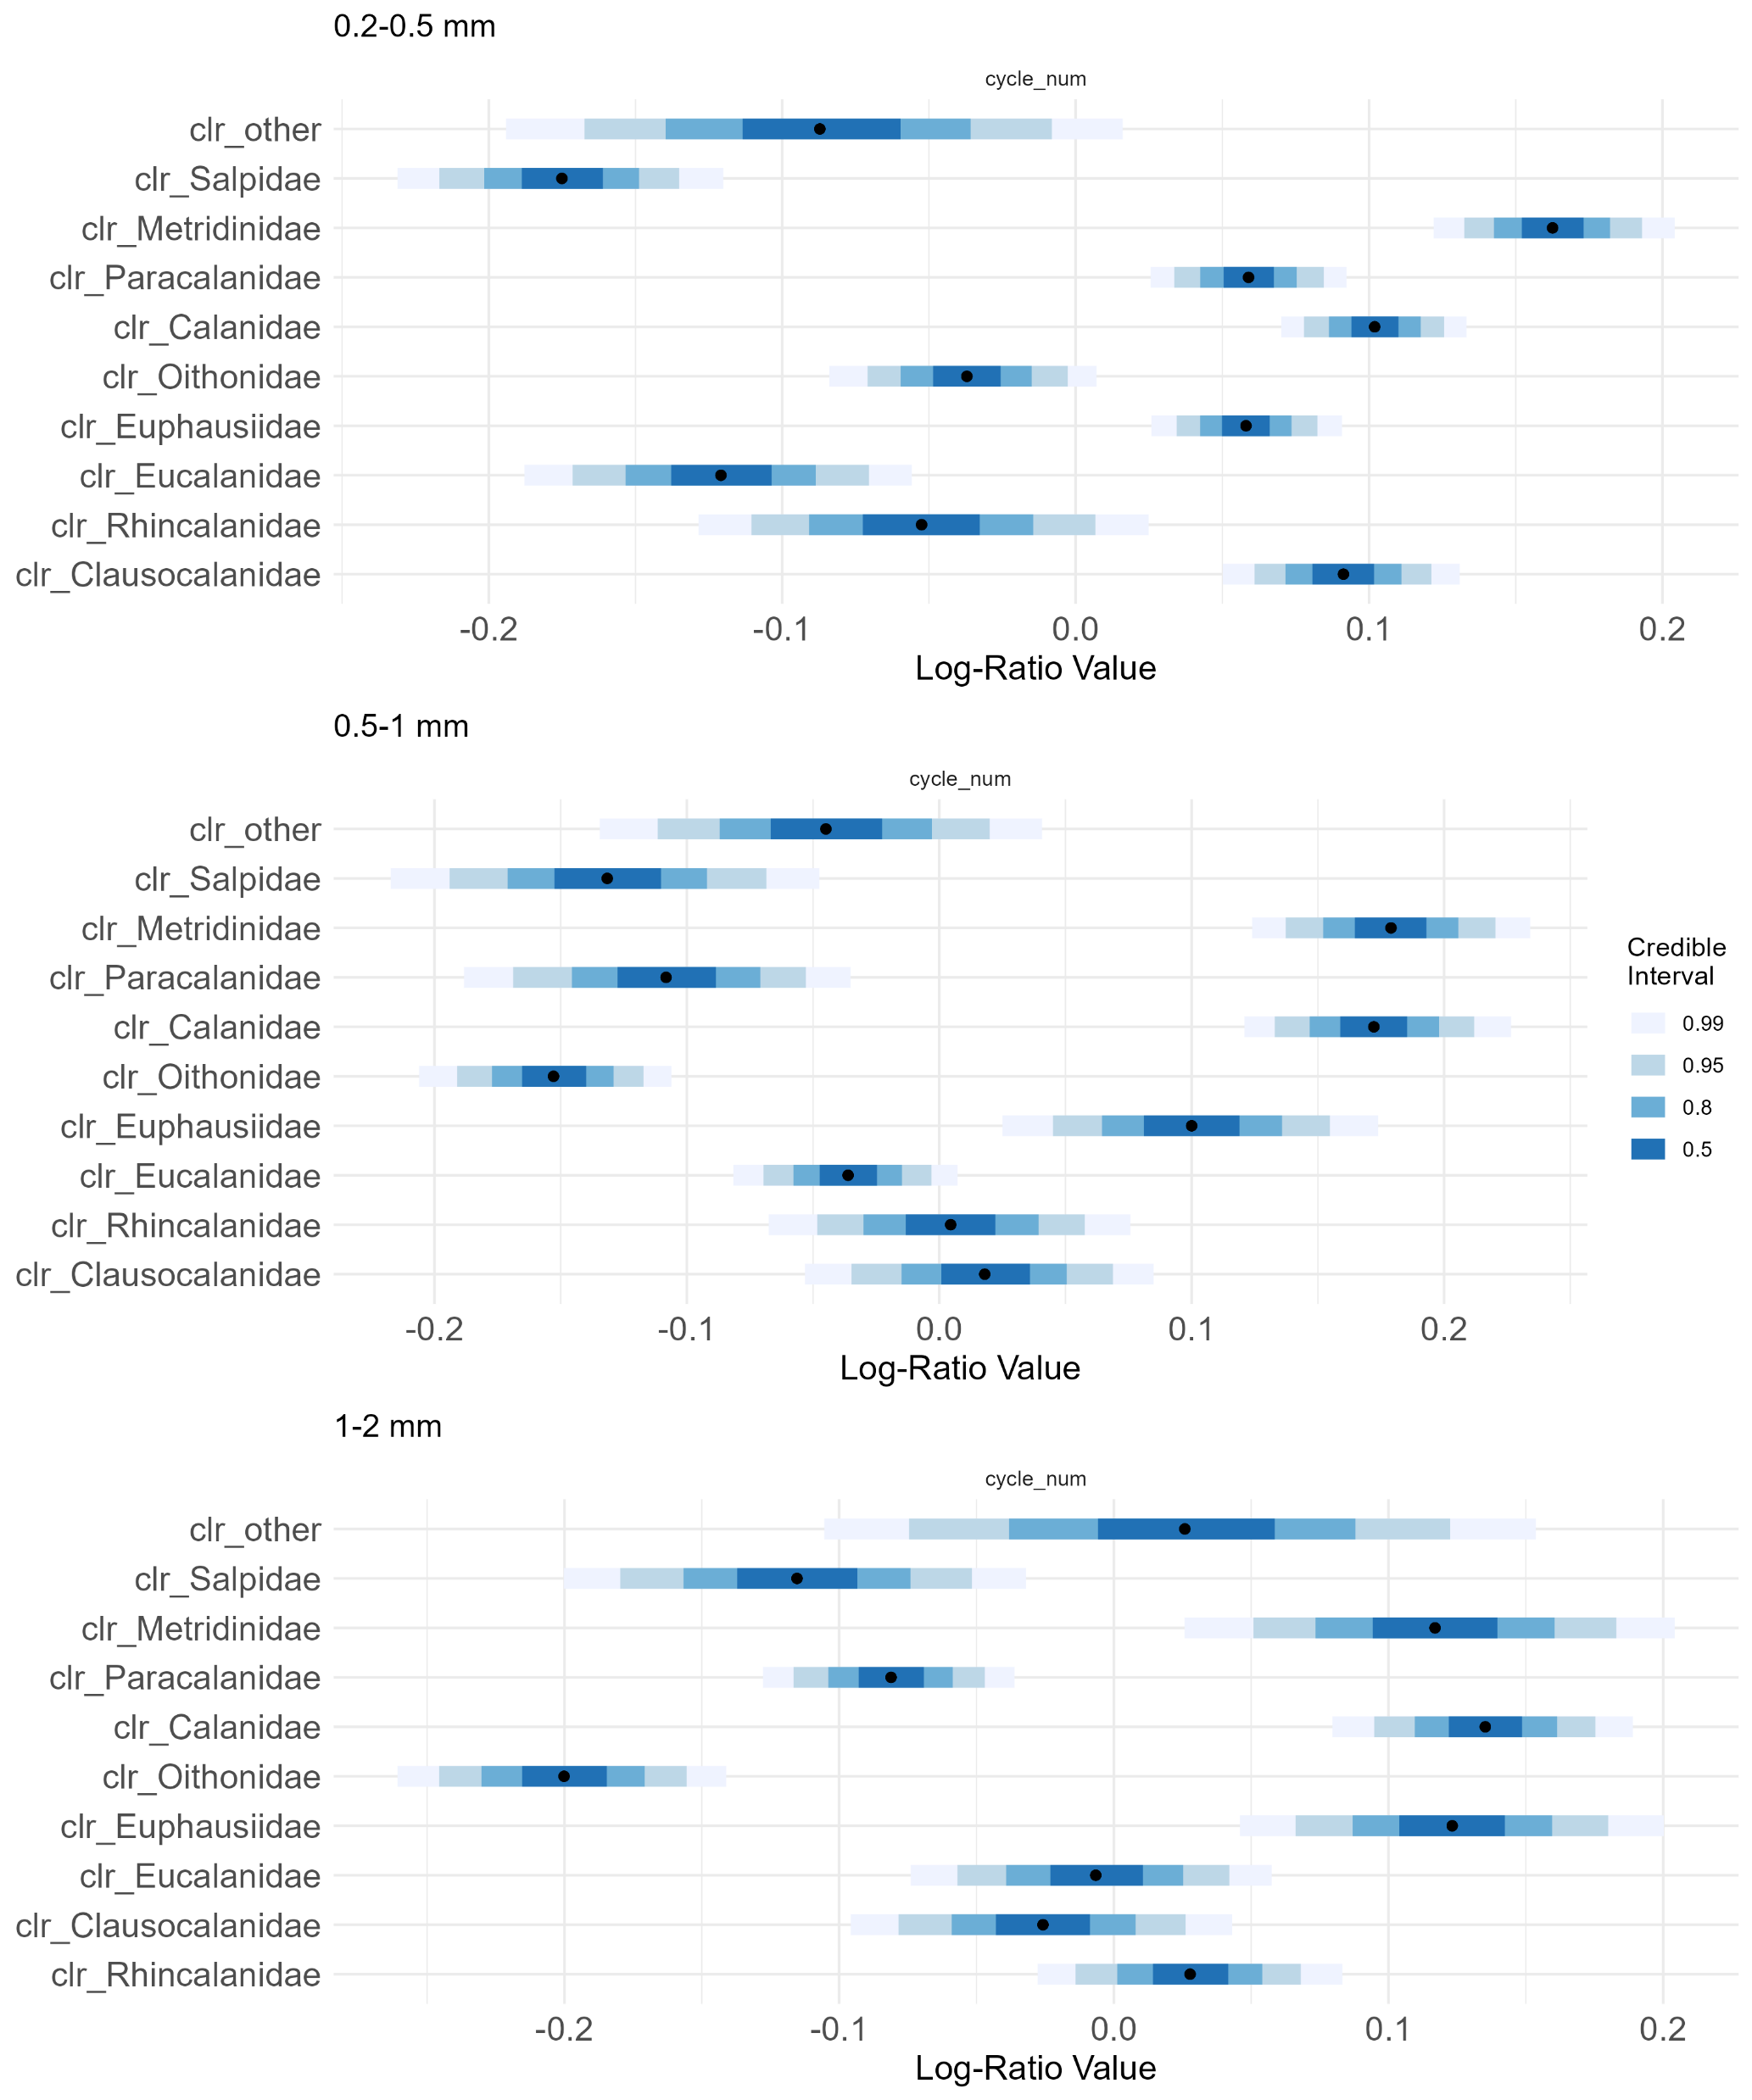 0.2-0.5 mm
cycle_num
clr_other
clr_Salpidae
clr_Metridinidae
clr_Paracalanidae
clr_Calanidae
clr_Oithonidae
clr_Euphausiidae
clr_Eucalanidae
clr_Rhincalanidae
clr_Clausocalanidae
-0.2 -0.1 0.0 0.1 0.2
Log-Ratio Value
0.5-1 mm
cycle_num
clr_other
clr_Salpidae
clr_Metridinidae
clr_Paracalanidae
clr_Calanidae
clr_Oithonidae
clr_Euphausiidae
clr_Eucalanidae
clr_Rhincalanidae
clr_Clausocalanidae
-0.2 -0.1 0.0 0.1 0.2
Log-Ratio Value
Credible
Interval
0.99
0.95
0.8
0.5
1-2 mm
cycle_num
clr_other
clr_Salpidae
clr_Metridinidae
clr_Paracalanidae
clr_Calanidae
clr_Oithonidae
clr_Euphausiidae
clr_Eucalanidae
clr_Clausocalanidae
clr_Rhincalanidae
-0.2 -0.1 0.0 0.1 0.2
Log-Ratio Value